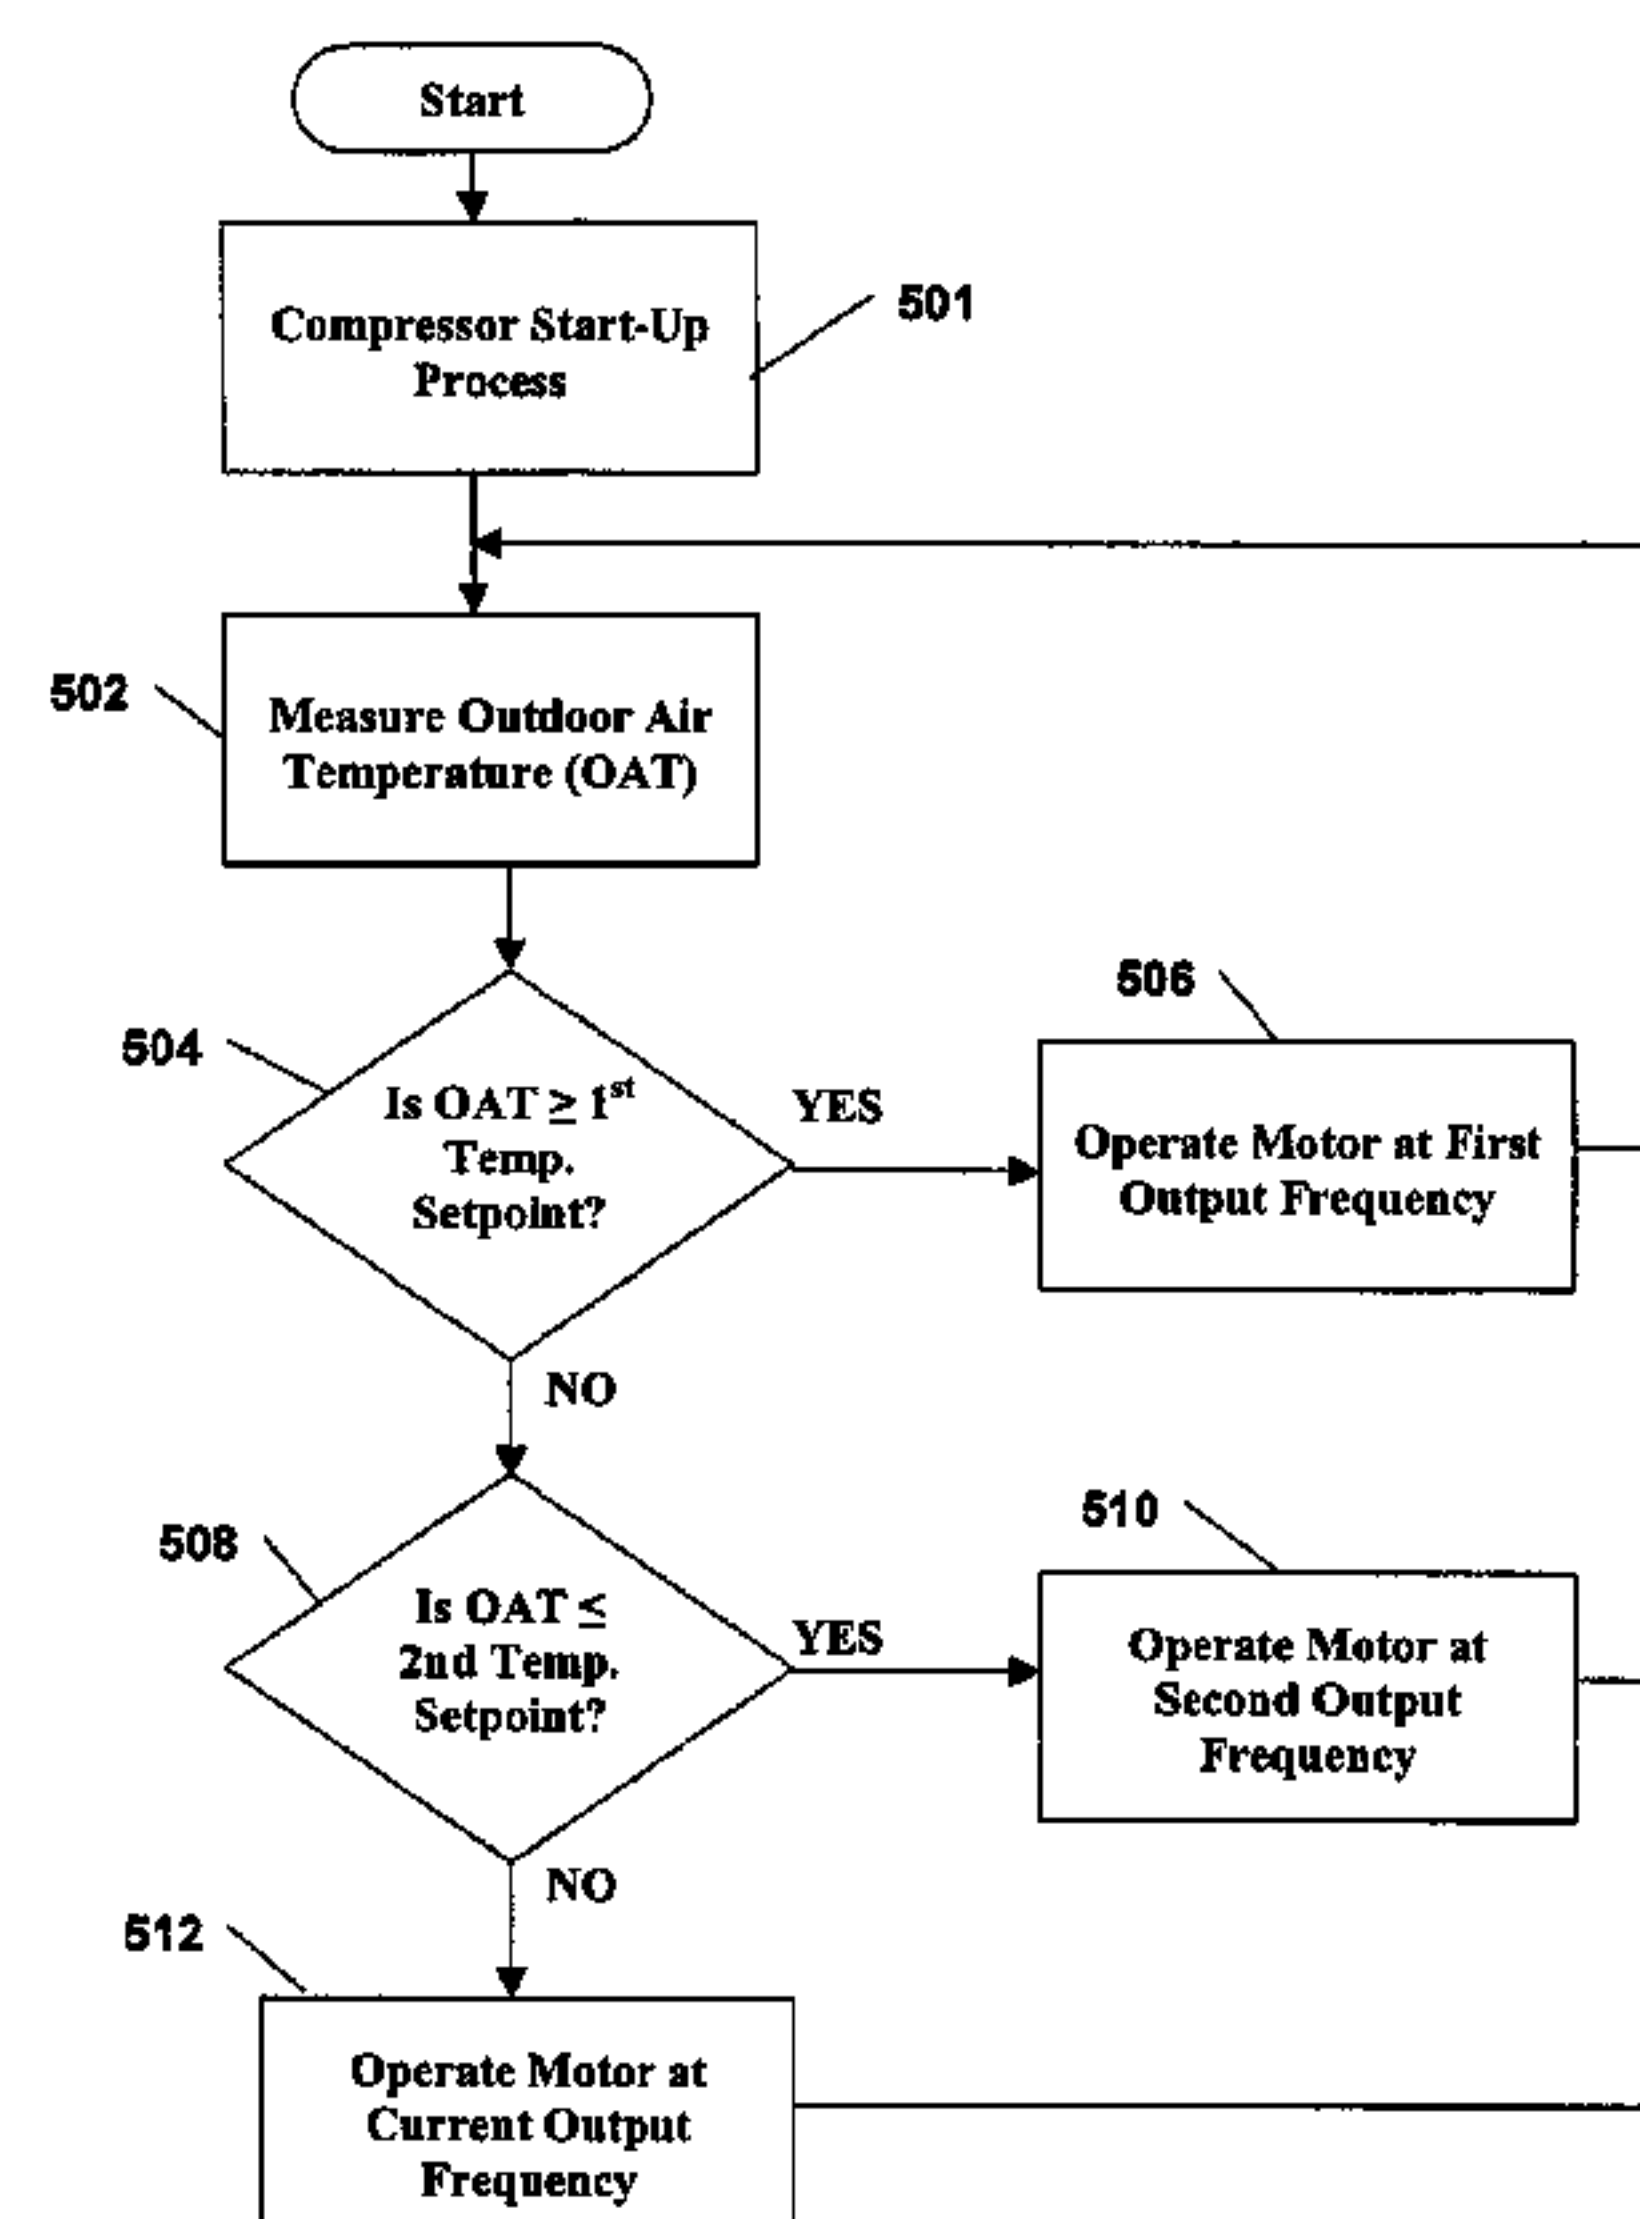 Start
Compressor Start-Up
Process
501
502
Measure Outdoor Air
Temperature (OAT)
504
Is OAT ≥ 1st
Temp.
Setpoint?
YES
506
Operate Motor at First
Output Frequency
NO
508
Is OAT ≤
2nd Temp.
Setpoint?
YES
510
Operate Motor at
Second Output
Frequency
NO
512
Operate Motor at
Current Output
Frequency